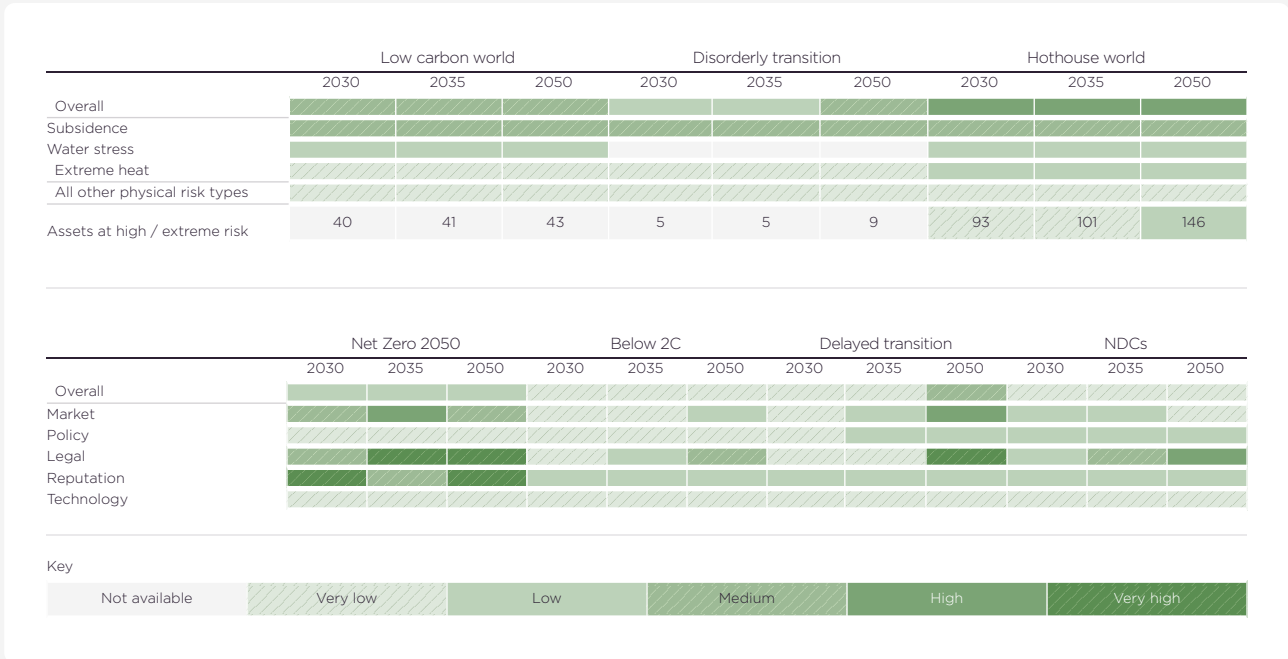 Low carbon world Disorderly transition Hothouse world
2030 2035 2050 2030 2035 2050 2030 2035 2050
Overall
Subsidence
Water stress
Extreme heat
All other physical risk types
Assets at high / extreme risk 40 41 43 5 5 9 93 101 146
Net Zero 2050 Below 2C Delayed transition NDCs
2030 2035 2050 2030 2035 2050 2030 2035 2050 2030 2035 2050
Overall
Market
Policy
Legal
Reputation
Technology
Key
Not available Very low Low Medium High Very high